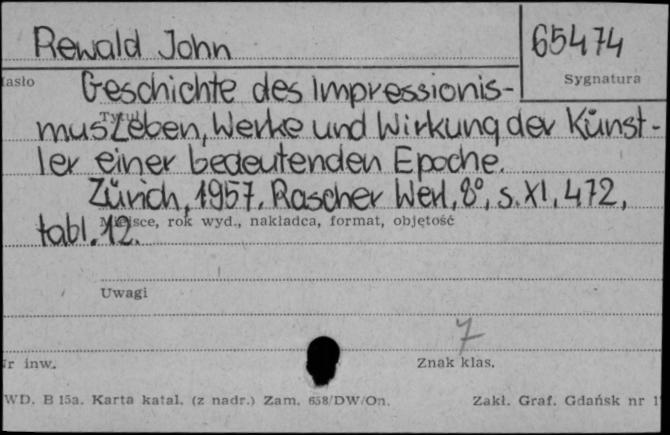 Rewald John
65474
Hasło
Sygnatura
Geschichte des Impressionis-
Tytuł
mus Leben, Werke und Wirkung der Künst-
ler einer bedeutenden Epoche.
Zürich, 1957, Rascher Werl, 8°, s. XI, 472,
Miejsce, rok wyd., nakładca, format, objętość
tabl. 12.
Uwagi
7
Nr inw.
Znak klas.
WD. B 15a. Karta katal. (z nadr.) Zam. 658/DW/On.
Zakł. Graf. Gdańsk nr 1